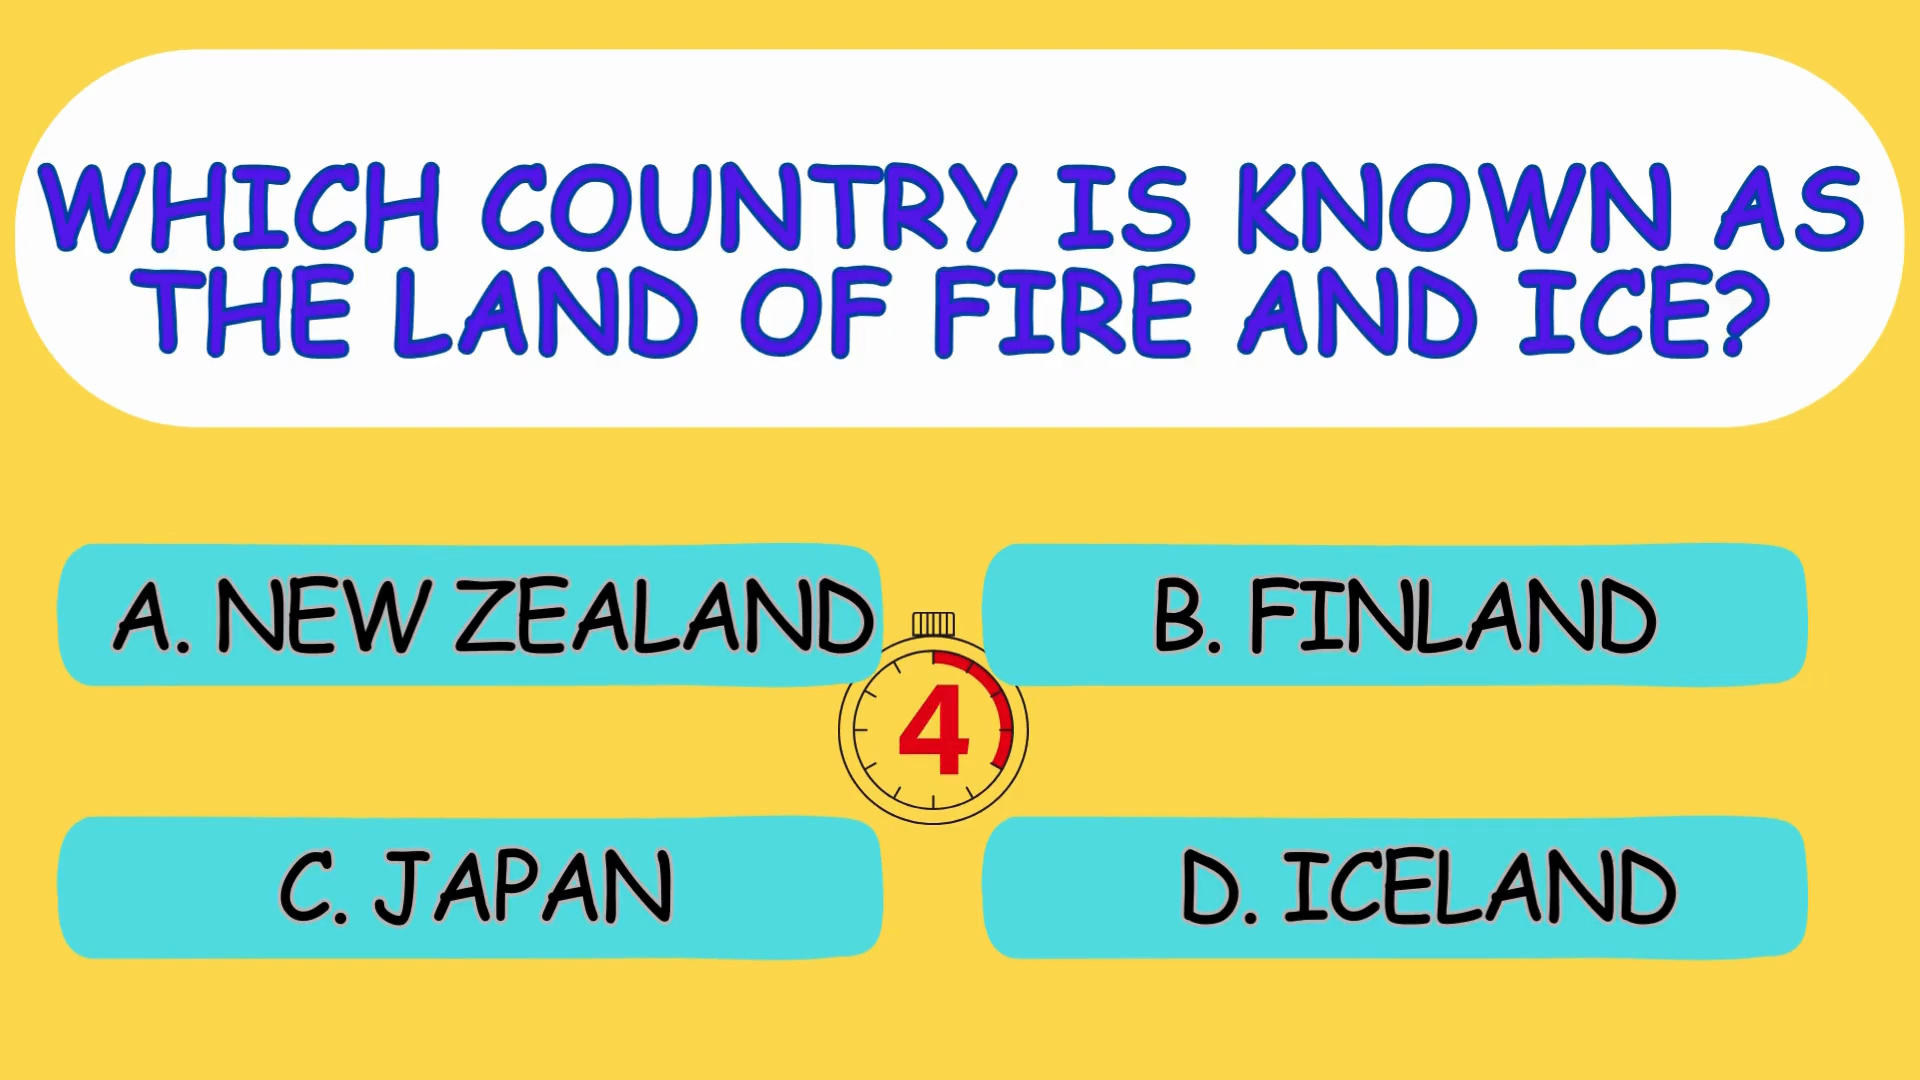 WHICH COUNTRY IS KNOWN AS
THE LAND OF FIRE AND ICE?
A. NEW ZEALAND
B. FINLAND
4
C. JAPAN
D. ICELAND